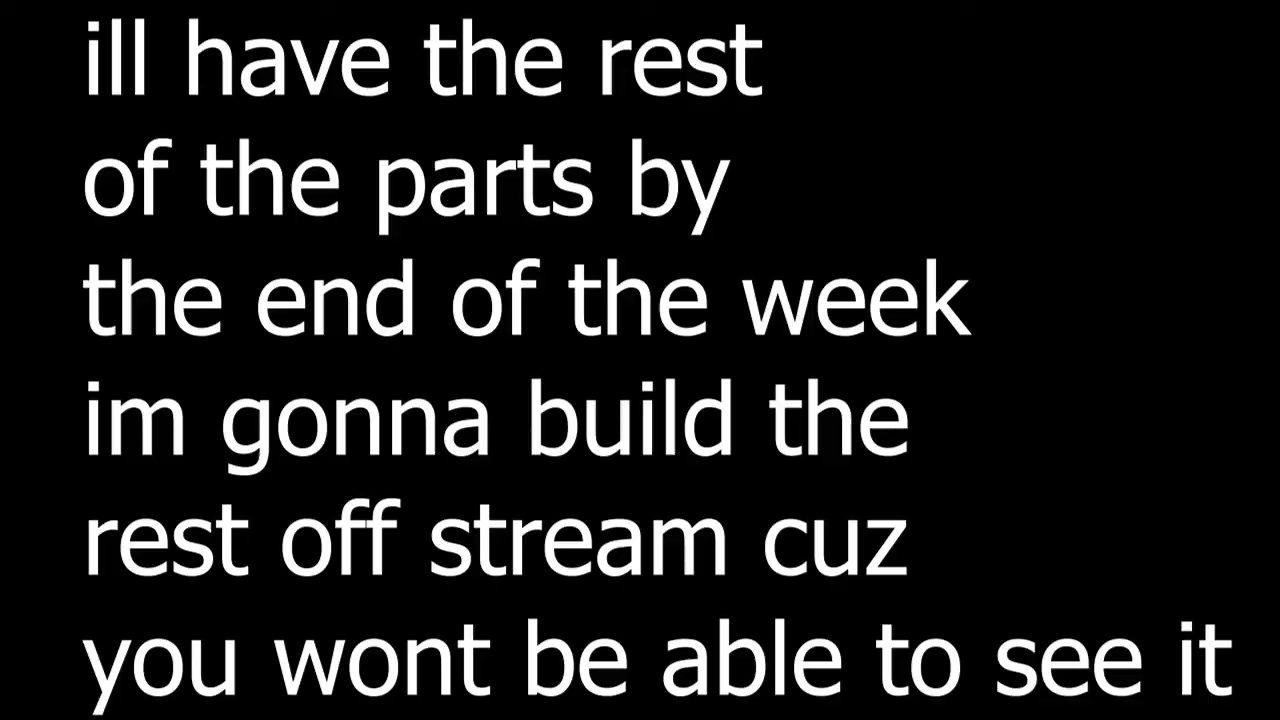 ill have the rest
of the parts by
the end of the week
im gonna build the
rest off stream cuz
you wont be able to see it